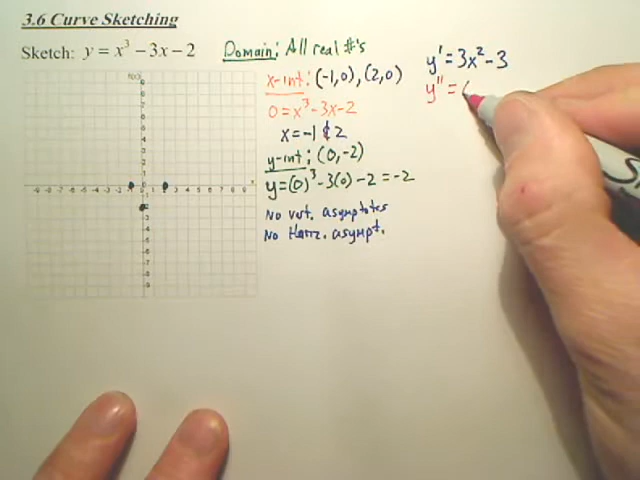 3.6 Curve Sketching
Sketch: y = x³ − 3x − 2
Domain: All real #'s
x-int: (-1,0), (2,0)
0 = x³ - 3x - 2
x = -1 & 2
y-int: (0, -2)
y = (0)³ - 3(0) - 2 = -2
No vert. asymptotes
No Horiz. asympt.
y' = 3x² - 3
y'' =